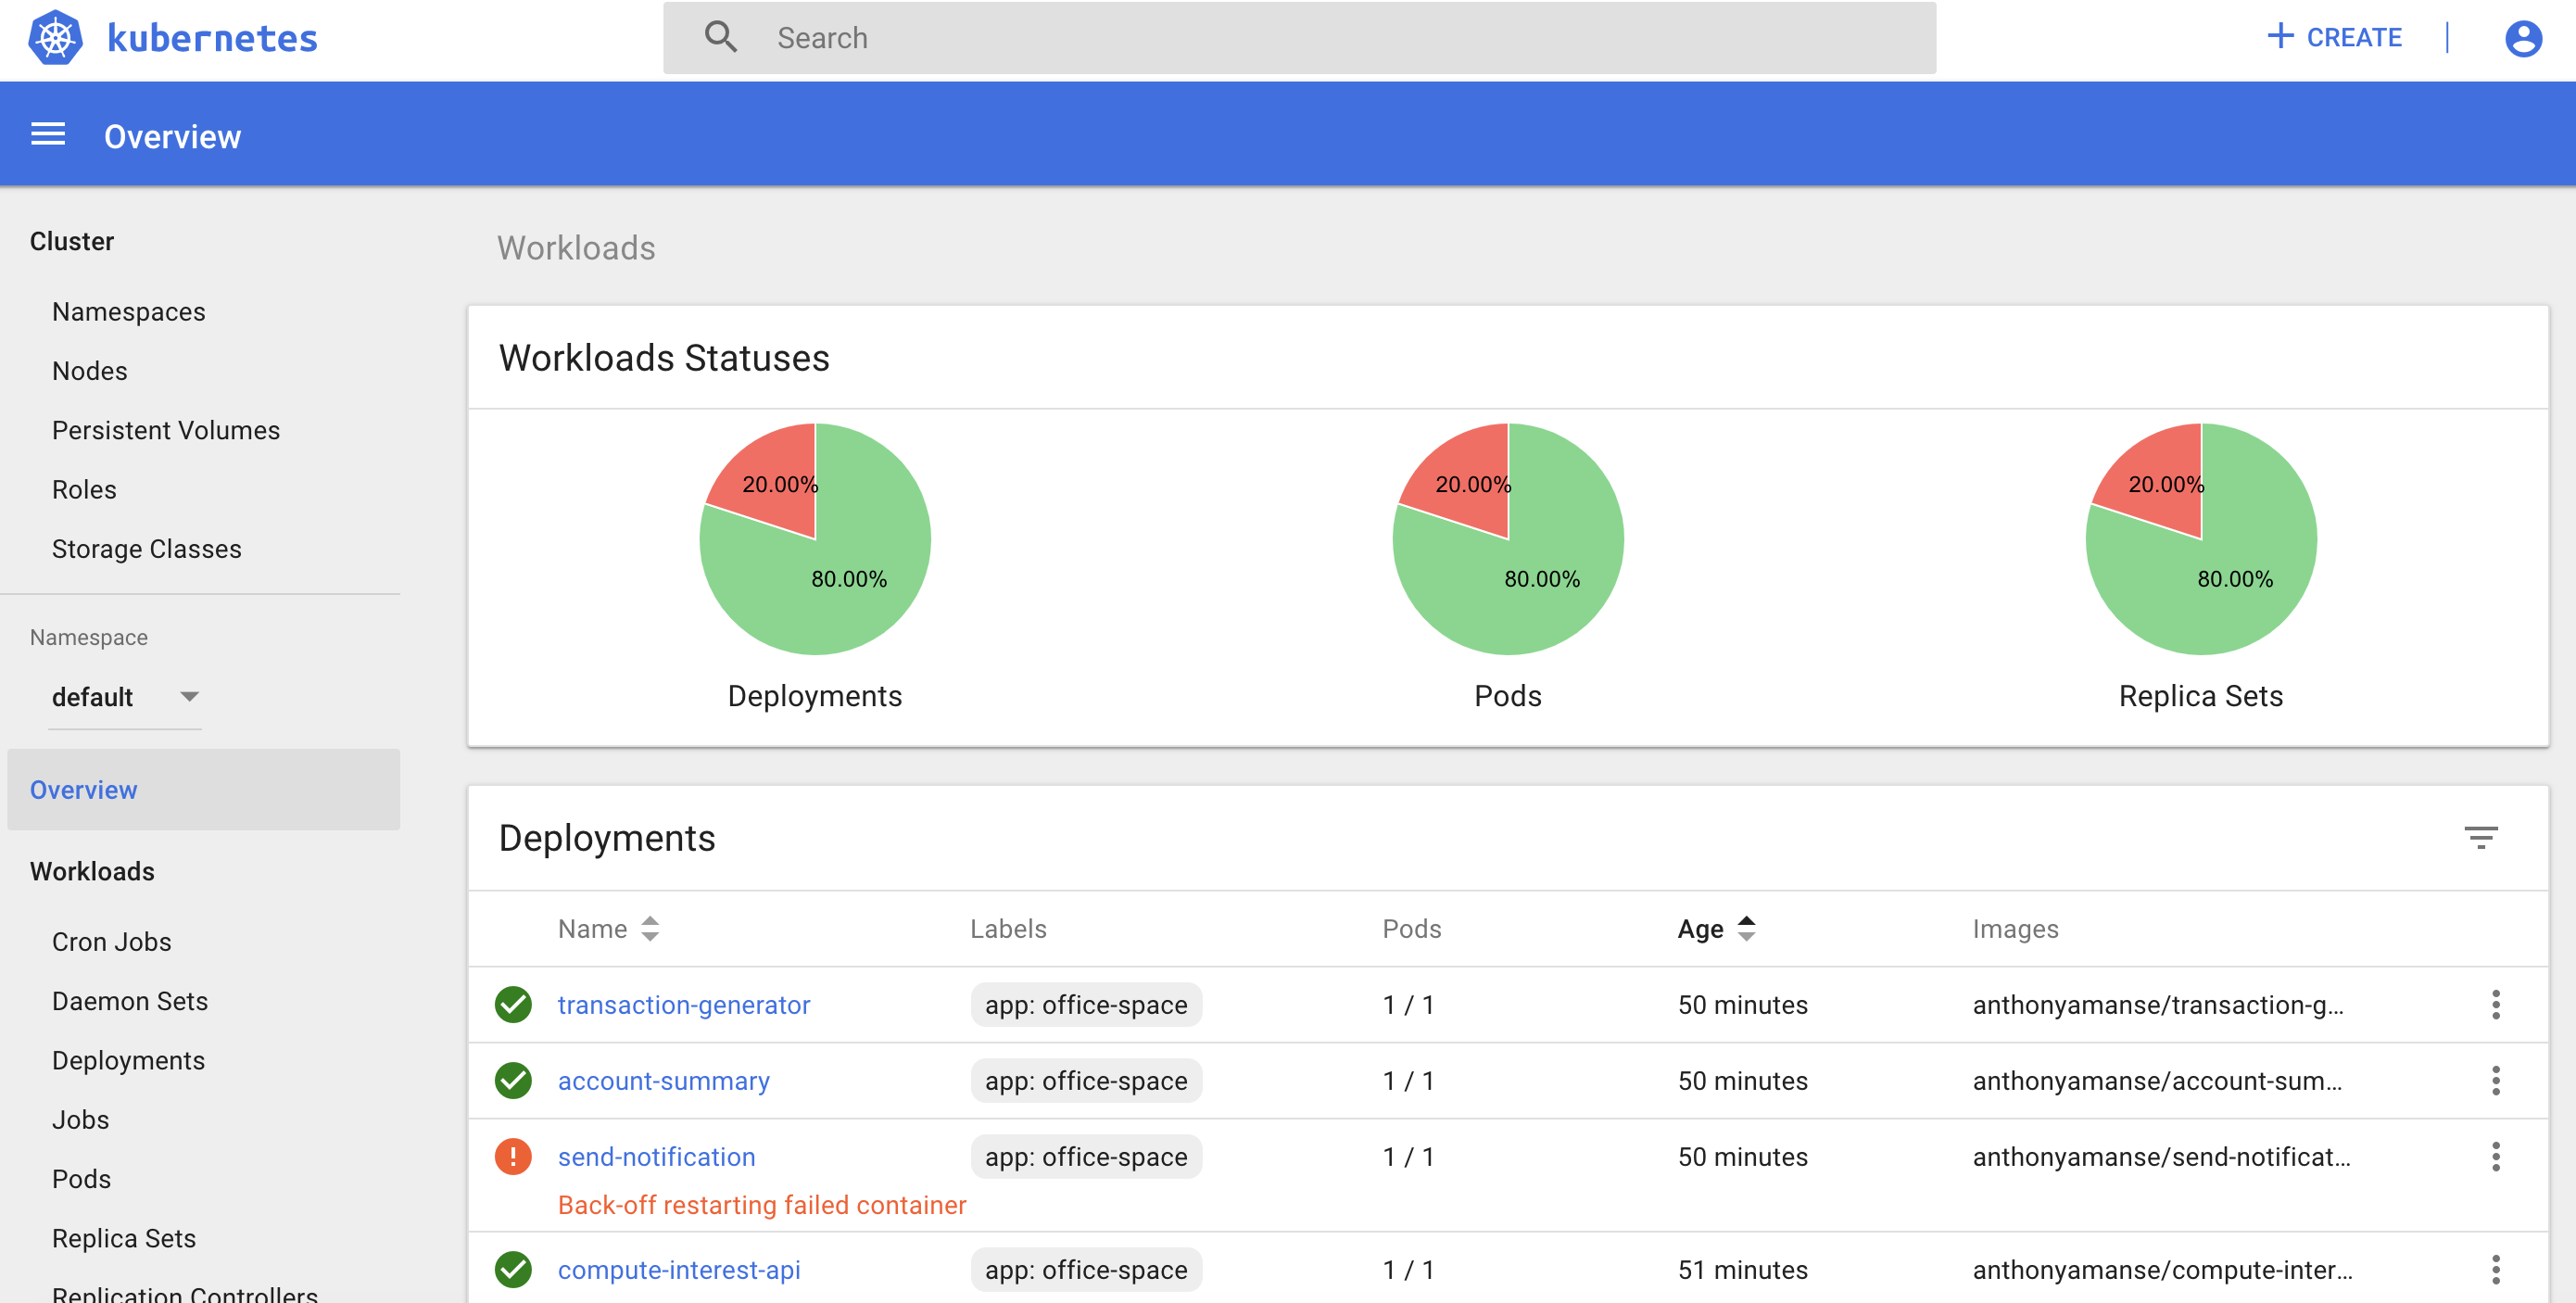 kubernetes
Search
CREATE
Overview
Cluster
Namespaces
Nodes
Persistent Volumes
Roles
Storage Classes
Namespace
default
Overview
Workloads
Cron Jobs
Daemon Sets
Deployments
Jobs
Pods
Replica Sets
Replication Controllers
Workloads
Workloads Statuses
20.00%
80.00%
Deployments
20.00%
80.00%
Pods
20.00%
80.00%
Replica Sets
Deployments
Name Labels Pods Age Images
transaction-generator app: office-space 1 / 1 50 minutes anthonyamanse/transaction-g...
account-summary app: office-space 1 / 1 50 minutes anthonyamanse/account-sum...
send-notification app: office-space 1 / 1 50 minutes anthonyamanse/send-notificat...
Back-off restarting failed container
compute-interest-api app: office-space 1 / 1 51 minutes anthonyamanse/compute-inter...